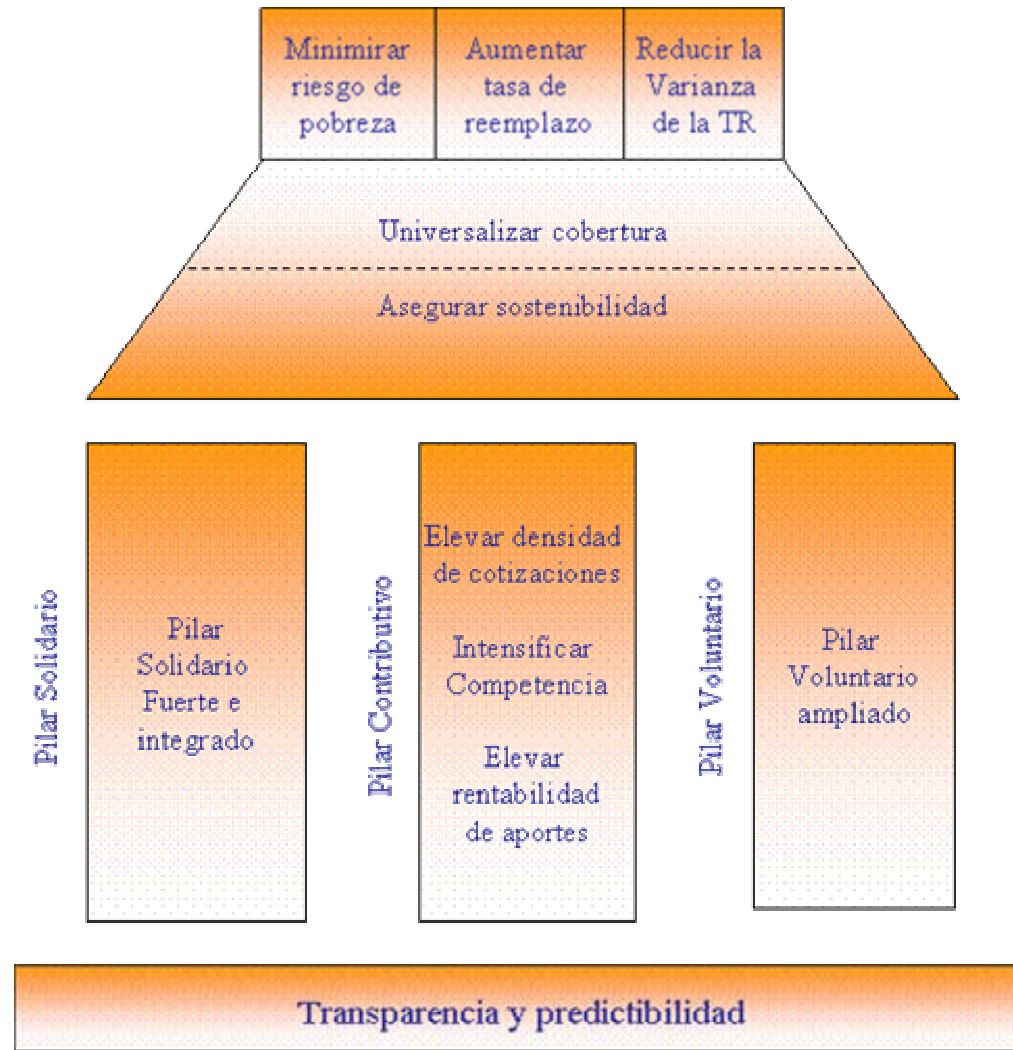 Minimirar
riesgo de
pobreza
Aumentar
tasa de
reemplazo
Reducir la
Varianza
de la TR
Universalizar cobertura
Asegurar sostenibilidad
Pilar Solidario
Pilar
Solidario
Fuerte e
integrado
Pilar Contributivo
Elevar densidad
de cotizaciones
Intensificar
Competencia
Elevar
rentabilidad
de aportes
Pilar Voluntario
Pilar
Voluntario
ampliado
Transparencia y predictibilidad